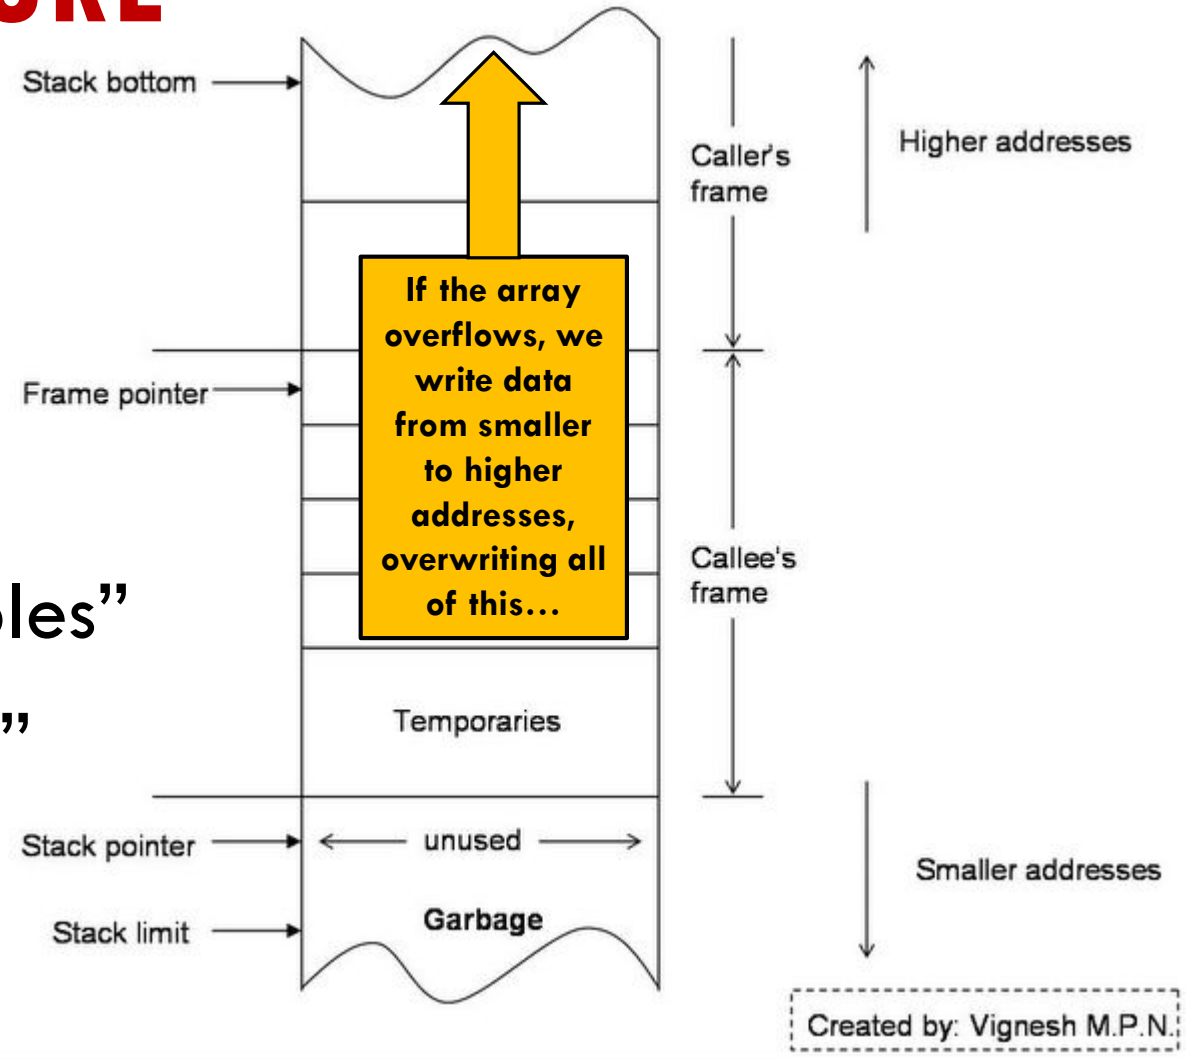 Stack bottom
Higher addresses
Caller's
frame
If the array
overflows, we
write data
from smaller
to higher
addresses,
overwriting all
of this...
Frame pointer
Callee's
frame
Temporaries
Stack pointer
unused
Smaller addresses
Garbage
Stack limit
Created by: Vignesh M.P.N.